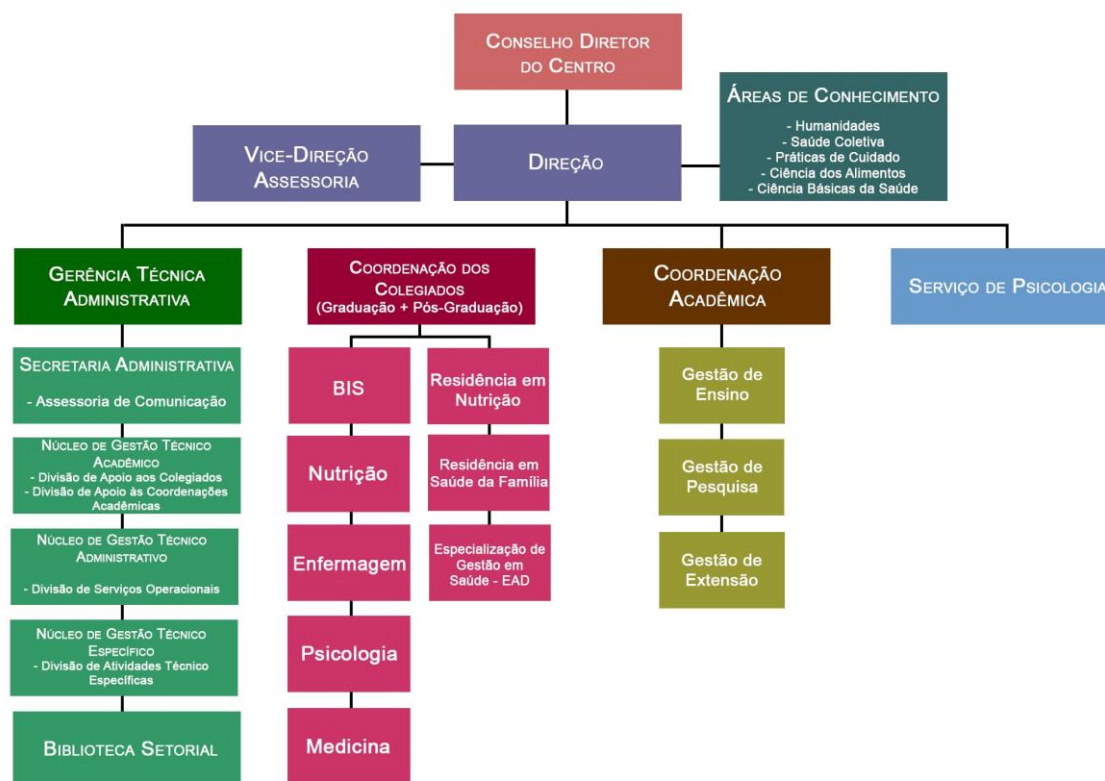 CONSELHO DIRETOR
DO CENTRO
ÁREAS DE CONHECIMENTO
- Humanidades
- Saúde Coletiva
- Práticas de Cuidado
- Ciência dos Alimentos
- Ciência Básicas da Saúde
VICE-DIREÇÃO
ASSESSORIA
DIREÇÃO
GERÊNCIA TÉCNICA
ADMINISTRATIVA
COORDENAÇÃO DOS
COLEGIADOS
(Graduação + Pós-Graduação)
COORDENAÇÃO
ACADÊMICA
SERVIÇO DE PSICOLOGIA
SECRETARIA ADMINISTRATIVA
- Assessoria de Comunicação
NÚCLEO DE GESTÃO TÉCNICO
ACADÊMICO
- Divisão de Apoio aos Colegiados
- Divisão de Apoio às Coordenações
Acadêmicas
NÚCLEO DE GESTÃO TÉCNICO
ADMINISTRATIVO
- Divisão de Serviços Operacionais
NÚCLEO DE GESTÃO TÉCNICO
ESPECÍFICO
- Divisão de Atividades Técnico
Específicas
BIBLIOTECA SETORIAL
BIS
Nutrição
Enfermagem
Psicologia
Medicina
Residência em
Nutrição
Residência em
Saúde da Família
Especialização de
Gestão em
Saúde - EAD
Gestão de
Ensino
Gestão de
Pesquisa
Gestão de
Extensão